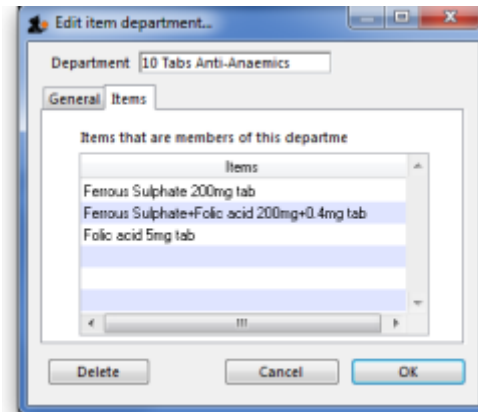 Edit item department...
Department 10 Tabs Anti-Anaemics
General Items
Items that are members of this departme
Items
Ferrous Sulphate 200mg tab
Ferrous Sulphate+Folic acid 200mg+0.4mg tab
Folic acid 5mg tab
Delete Cancel OK